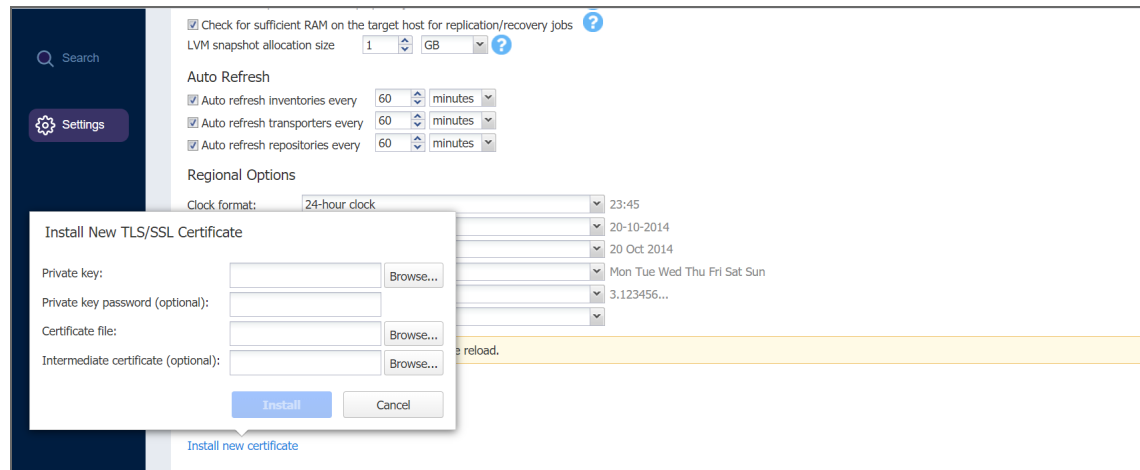 Check for sufficient RAM on the target host for replication/recovery jobs ?
LVM snapshot allocation size 1 GB ?
Search
Auto Refresh
Auto refresh inventories every 60 minutes
Settings
Auto refresh transporters every 60 minutes
Auto refresh repositories every 60 minutes
Regional Options
Clock format: 24-hour clock 23:45
20-10-2014
Install New TLS/SSL Certificate
20 Oct 2014
Private key: Browse...
Mon Tue Wed Thu Fri Sat Sun
Private key password (optional):
3.123456...
Certificate file: Browse...
e reload.
Intermediate certificate (optional): Browse...
Install Cancel
Install new certificate